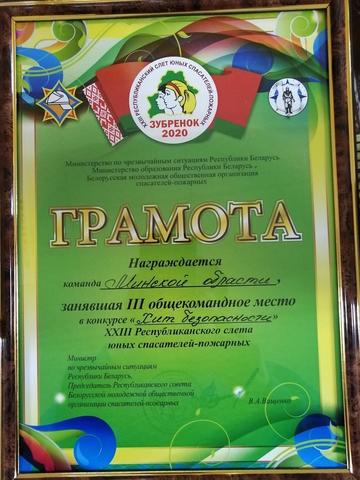 XXIII РЕСПУБЛИКАНСКИЙ СЛЕТ ЮНЫХ СПАСАТЕЛЕЙ-ПОЖАРНЫХ
ЗУБРЕНОК
2020
Министерство по чрезвычайным ситуациям Республики Беларусь
Министерство образования Республики Беларусь
Белорусская молодежная общественная организация
спасателей-пожарных
ГРАМОТА
Награждается
команда Минской области,
занявшая III общекомандное место
в конкурсе «Хит безопасности»
XXIII Республиканского слета
юных спасателей-пожарных
Министр
по чрезвычайным ситуациям
Республики Беларусь,
Председатель Республиканского совета
Белорусской молодежной общественной
организации спасателей-пожарных
В.А.Ващенко